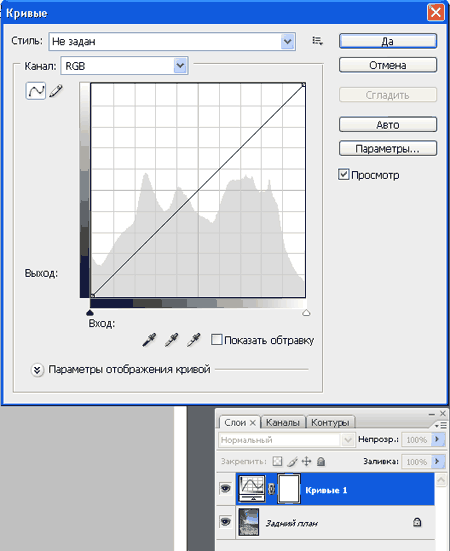 Кривые
Стиль: Не задан
Да
Канал: RGB
Отмена
Сгладить
Авто
Параметры...
Просмотр
Выход:
Вход:
Показать обтравку
Параметры отображения кривой
Слои × Каналы Контуры
Нормальный Непрозр.: 100%
Закрепить: Заливка: 100%
Кривые 1
Задний план